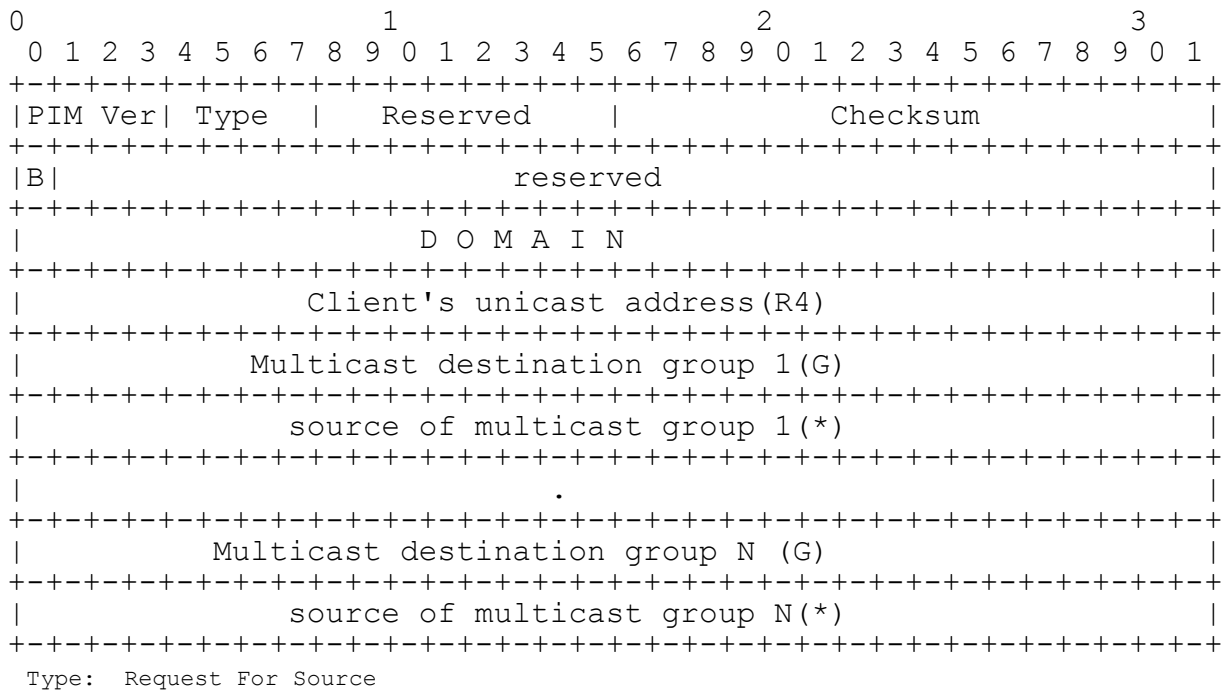 0                   1                   2                   3
 0 1 2 3 4 5 6 7 8 9 0 1 2 3 4 5 6 7 8 9 0 1 2 3 4 5 6 7 8 9 0 1
+-+-+-+-+-+-+-+-+-+-+-+-+-+-+-+-+-+-+-+-+-+-+-+-+-+-+-+-+-+-+-+-+
|PIM Ver| Type  |   Reserved    |           Checksum            |
+-+-+-+-+-+-+-+-+-+-+-+-+-+-+-+-+-+-+-+-+-+-+-+-+-+-+-+-+-+-+-+-+
|B|                        reserved                             |
+-+-+-+-+-+-+-+-+-+-+-+-+-+-+-+-+-+-+-+-+-+-+-+-+-+-+-+-+-+-+-+-+
|                     D O M A I N                               |
+-+-+-+-+-+-+-+-+-+-+-+-+-+-+-+-+-+-+-+-+-+-+-+-+-+-+-+-+-+-+-+-+
|               Client's unicast address(R4)                    |
+-+-+-+-+-+-+-+-+-+-+-+-+-+-+-+-+-+-+-+-+-+-+-+-+-+-+-+-+-+-+-+-+
|            Multicast destination group 1(G)                   |
+-+-+-+-+-+-+-+-+-+-+-+-+-+-+-+-+-+-+-+-+-+-+-+-+-+-+-+-+-+-+-+-+
|              source of multicast group 1(*)                   |
+-+-+-+-+-+-+-+-+-+-+-+-+-+-+-+-+-+-+-+-+-+-+-+-+-+-+-+-+-+-+-+-+
|                            .                                  |
+-+-+-+-+-+-+-+-+-+-+-+-+-+-+-+-+-+-+-+-+-+-+-+-+-+-+-+-+-+-+-+-+
|          Multicast destination group N (G)                    |
+-+-+-+-+-+-+-+-+-+-+-+-+-+-+-+-+-+-+-+-+-+-+-+-+-+-+-+-+-+-+-+-+
|              source of multicast group N(*)                   |
+-+-+-+-+-+-+-+-+-+-+-+-+-+-+-+-+-+-+-+-+-+-+-+-+-+-+-+-+-+-+-+-+
 Type:  Request For Source